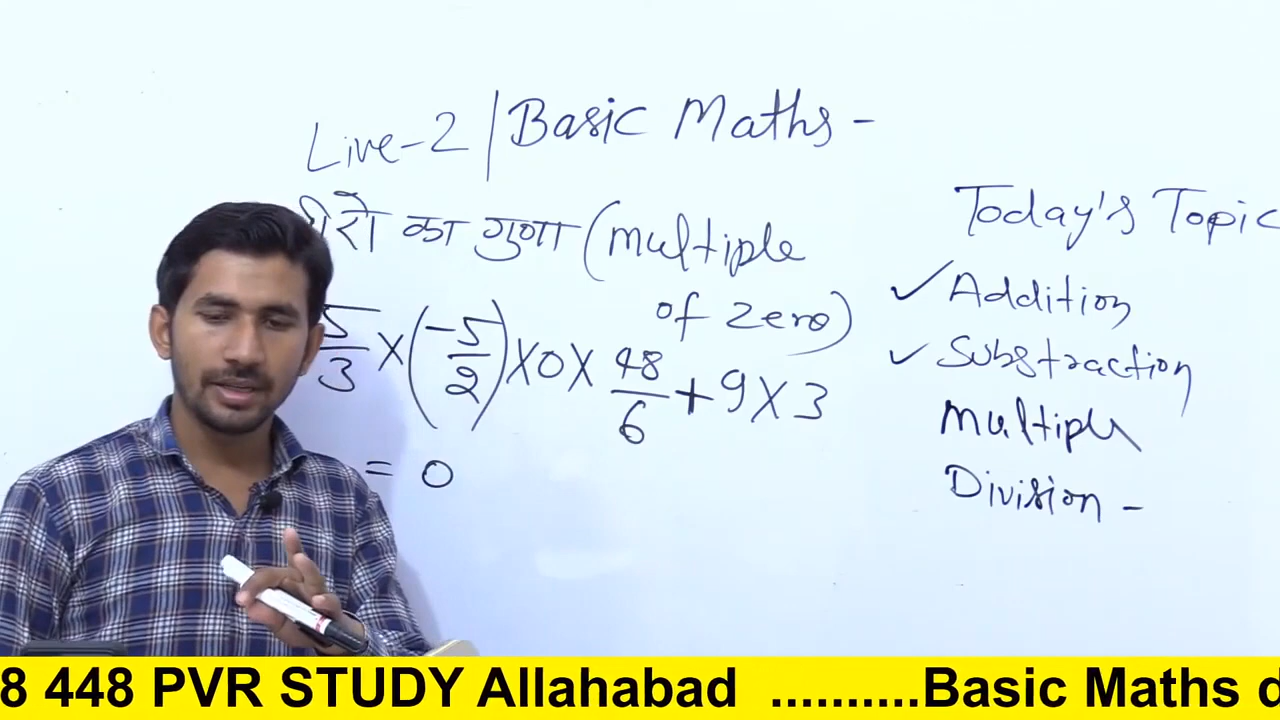 Live-2 | Basic Maths -
का गुणा (multiple
of zero)
5/3 × (-5/2) × 0 × 48/6 + 9 × 3
= 0
Today's Topic
✓ Addition
✓ Substraction
Multiple
Division -
8 448 PVR STUDY Allahabad ..........Basic Maths d